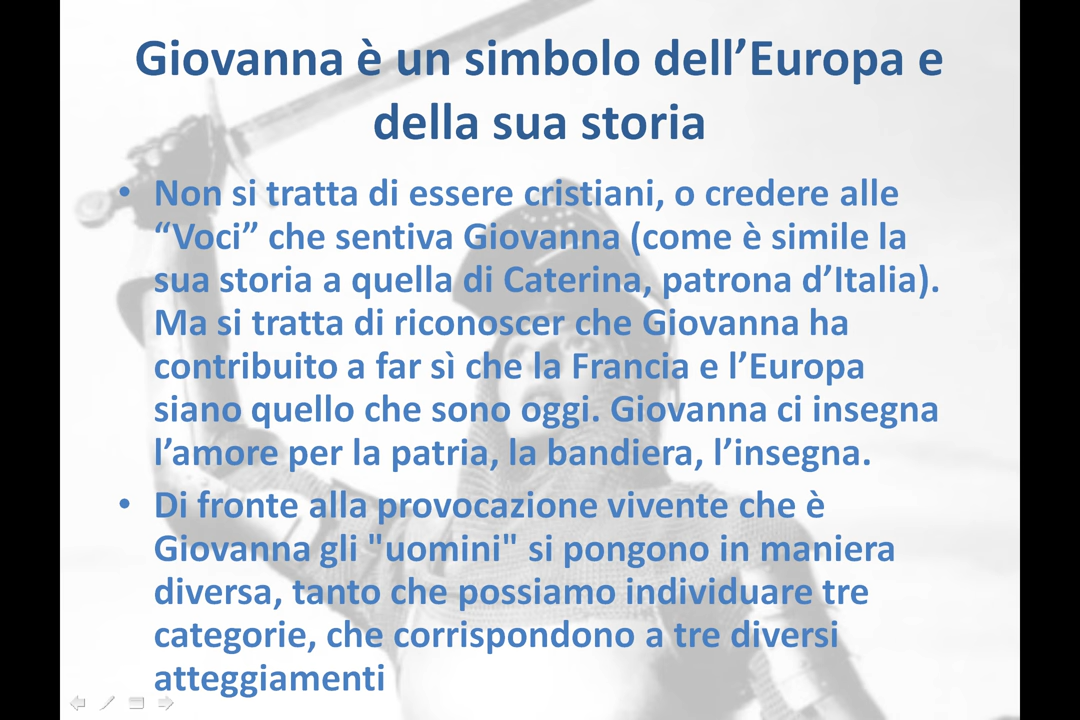 Giovanna è un simbolo dell’Europa e
della sua storia
• Non si tratta di essere cristiani, o credere alle
“Voci” che sentiva Giovanna (come è simile la
sua storia a quella di Caterina, patrona d’Italia).
Ma si tratta di riconoscer che Giovanna ha
contribuito a far sì che la Francia e l’Europa
siano quello che sono oggi. Giovanna ci insegna
l’amore per la patria, la bandiera, l’insegna.
• Di fronte alla provocazione vivente che è
Giovanna gli "uomini" si pongono in maniera
diversa, tanto che possiamo individuare tre
categorie, che corrispondono a tre diversi
atteggiamenti